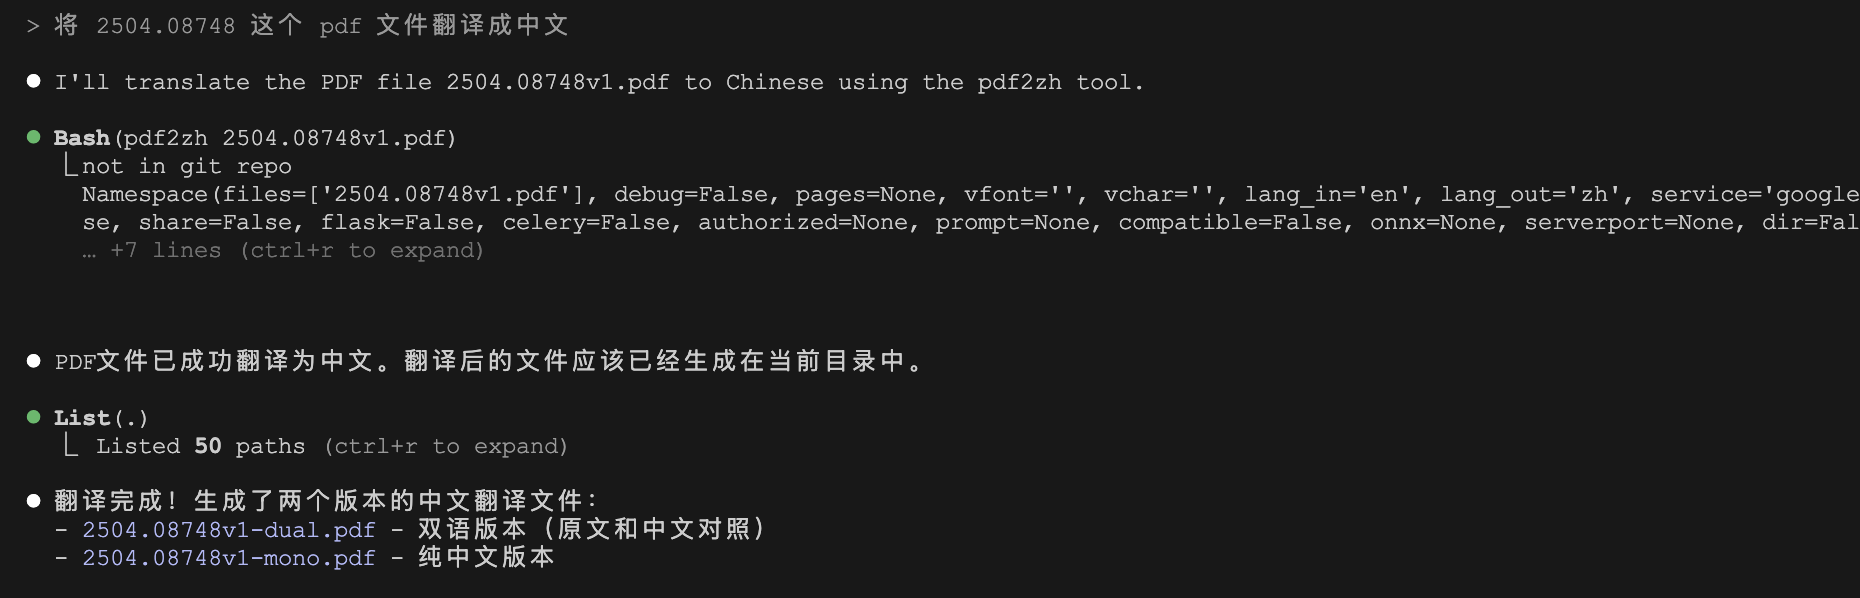 > 将 2504.08748 这个 pdf 文件翻译成中文
● I'll translate the PDF file 2504.08748v1.pdf to Chinese using the pdf2zh tool.
● Bash(pdf2zh 2504.08748v1.pdf)
⎿not in git repo
Namespace(files=['2504.08748v1.pdf'], debug=False, pages=None, vfont='', vchar='', lang_in='en', lang_out='zh', service='google
se, share=False, flask=False, celery=False, authorized=None, prompt=None, compatible=False, onnx=None, serverport=None, dir=Fal
… +7 lines (ctrl+r to expand)
● PDF文件已成功翻译为中文。翻译后的文件应该已经生成在当前目录中。
● List(.)
⎿ Listed 50 paths (ctrl+r to expand)
● 翻译完成！生成了两个版本的中文翻译文件：
- 2504.08748v1-dual.pdf - 双语版本（原文和中文对照）
- 2504.08748v1-mono.pdf - 纯中文版本